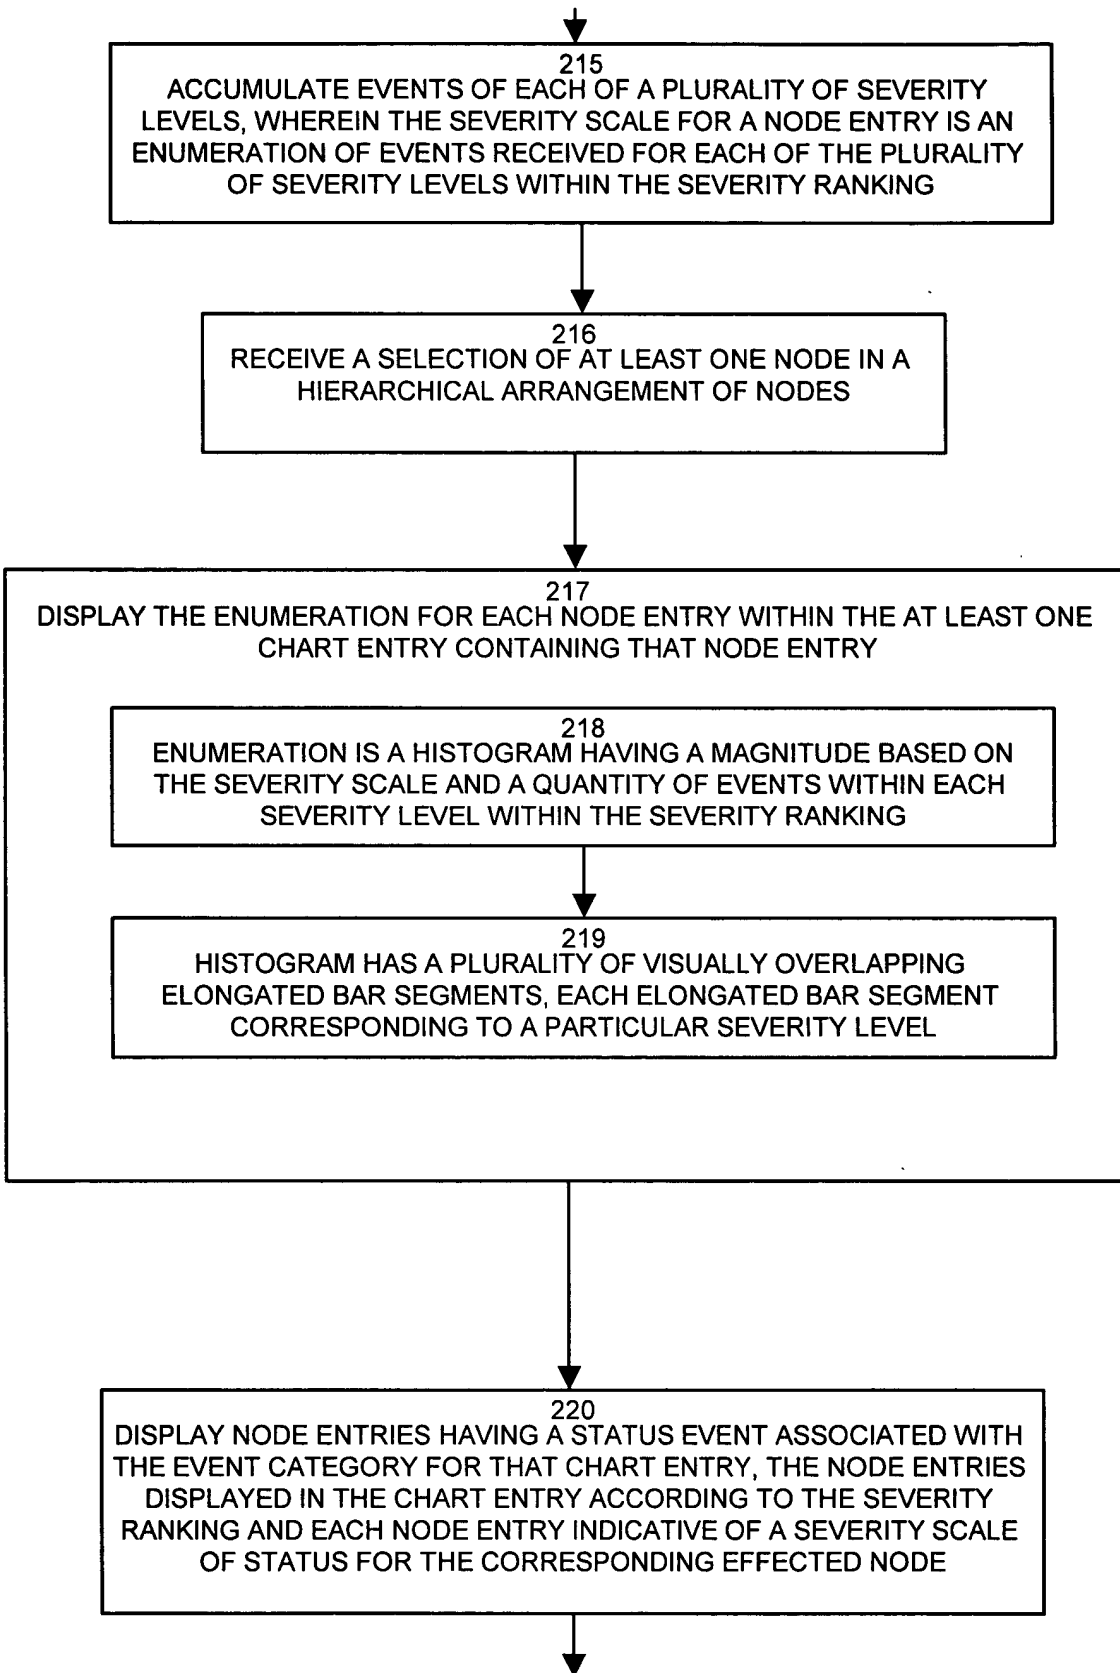 215
ACCUMULATE EVENTS OF EACH OF A PLURALITY OF SEVERITY
LEVELS, WHEREIN THE SEVERITY SCALE FOR A NODE ENTRY IS AN
ENUMERATION OF EVENTS RECEIVED FOR EACH OF THE PLURALITY
OF SEVERITY LEVELS WITHIN THE SEVERITY RANKING
216
RECEIVE A SELECTION OF AT LEAST ONE NODE IN A
HIERARCHICAL ARRANGEMENT OF NODES
217
DISPLAY THE ENUMERATION FOR EACH NODE ENTRY WITHIN THE AT LEAST ONE
CHART ENTRY CONTAINING THAT NODE ENTRY
218
ENUMERATION IS A HISTOGRAM HAVING A MAGNITUDE BASED ON
THE SEVERITY SCALE AND A QUANTITY OF EVENTS WITHIN EACH
SEVERITY LEVEL WITHIN THE SEVERITY RANKING
219
HISTOGRAM HAS A PLURALITY OF VISUALLY OVERLAPPING
ELONGATED BAR SEGMENTS, EACH ELONGATED BAR SEGMENT
CORRESPONDING TO A PARTICULAR SEVERITY LEVEL
220
DISPLAY NODE ENTRIES HAVING A STATUS EVENT ASSOCIATED WITH
THE EVENT CATEGORY FOR THAT CHART ENTRY, THE NODE ENTRIES
DISPLAYED IN THE CHART ENTRY ACCORDING TO THE SEVERITY
RANKING AND EACH NODE ENTRY INDICATIVE OF A SEVERITY SCALE
OF STATUS FOR THE CORRESPONDING EFFECTED NODE